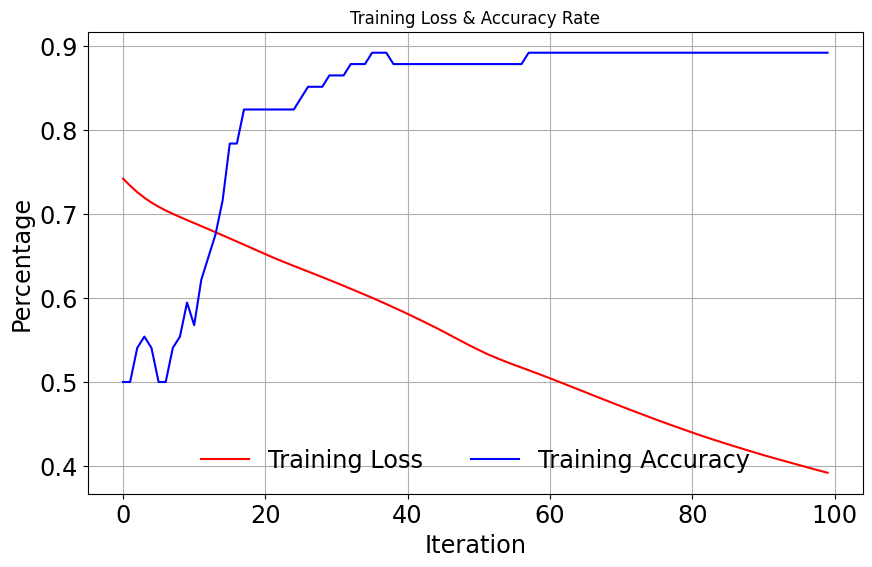 Training Loss & Accuracy Rate
0.9
0.8
0.7
0.6
0.5
0.4
Percentage
Training Loss Training Accuracy
0 20 40 60 80 100
Iteration